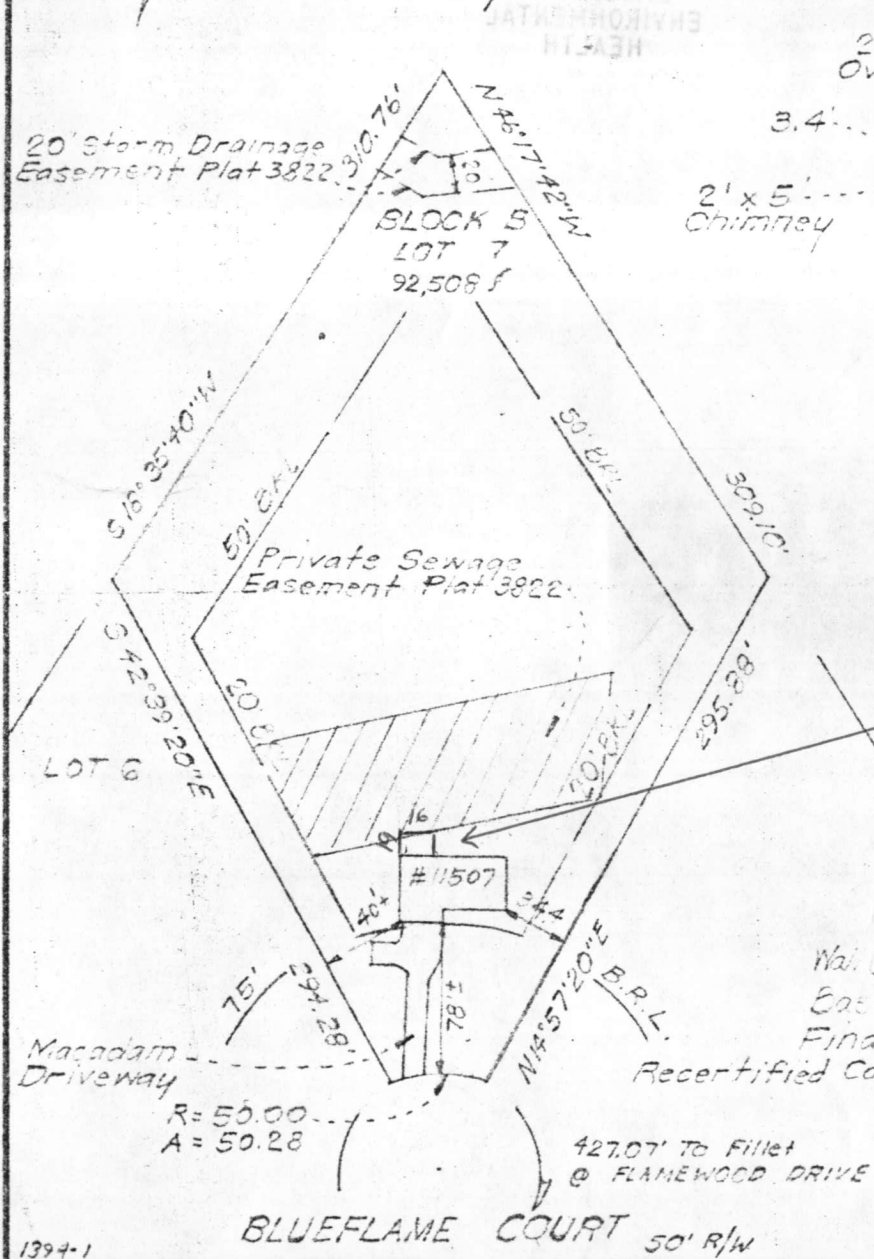 ENVIRONMENTAL
HEALTH
3.4'
20' Storm Drainage
Easement Plat 3822
310.76'
N 46° 17' 42" W
20
2' x 5'
Chimney
BLOCK B
LOT 7
92,508 ⌿
S 18° 35' 40" W
50' BRL
50' BRL
309.10'
Private Sewage
Easement Plat 3822
S 42° 39' 20" E
20' BRL
20' BRL
295.28'
LOT 6
16
19
#11507
40±
75'
294.28'
78'±
N 14° 57' 20" E
B.R.L.
Macadam
Driveway
Recertified
R= 50.00
A= 50.28
427.07' To Fillet
@ FLAMEWOOD DRIVE
BLUEFLAME COURT 50' R/W
1394-1